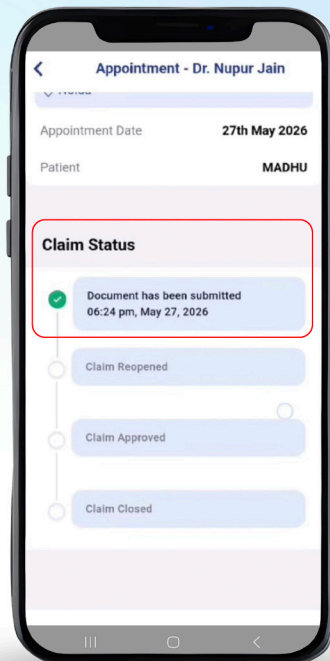 Appointment - Dr. Nupur Jain
Appointment Date 27th May 2026
Patient MADHU
Claim Status
Document has been submitted
06:24 pm, May 27, 2026
Claim Reopened
Claim Approved
Claim Closed